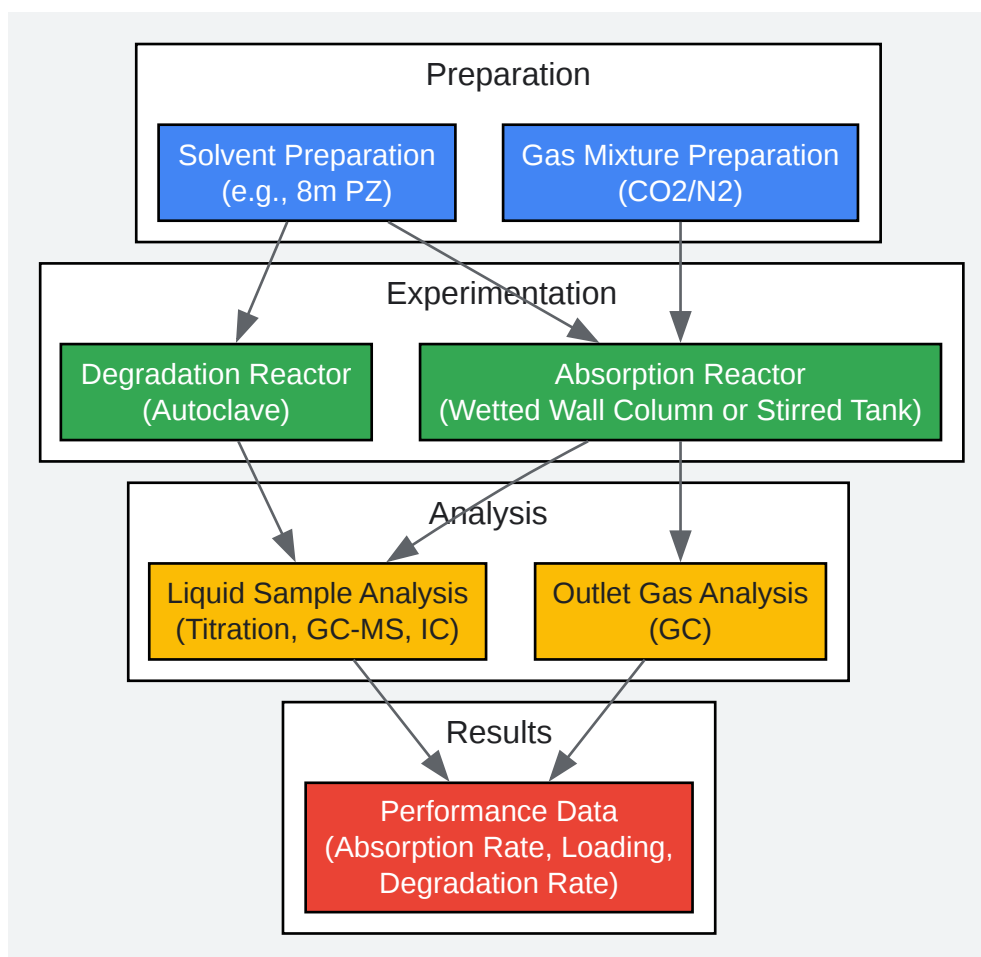 Preparation
Solvent Preparation
(e.g., 8m PZ)
Gas Mixture Preparation
(CO2/N2)
Experimentation
Degradation Reactor
(Autoclave)
Absorption Reactor
(Wetted Wall Column or Stirred Tank)
Analysis
Liquid Sample Analysis
(Titration, GC-MS, IC)
Outlet Gas Analysis
(GC)
Results
Performance Data
(Absorption Rate, Loading,
Degradation Rate)